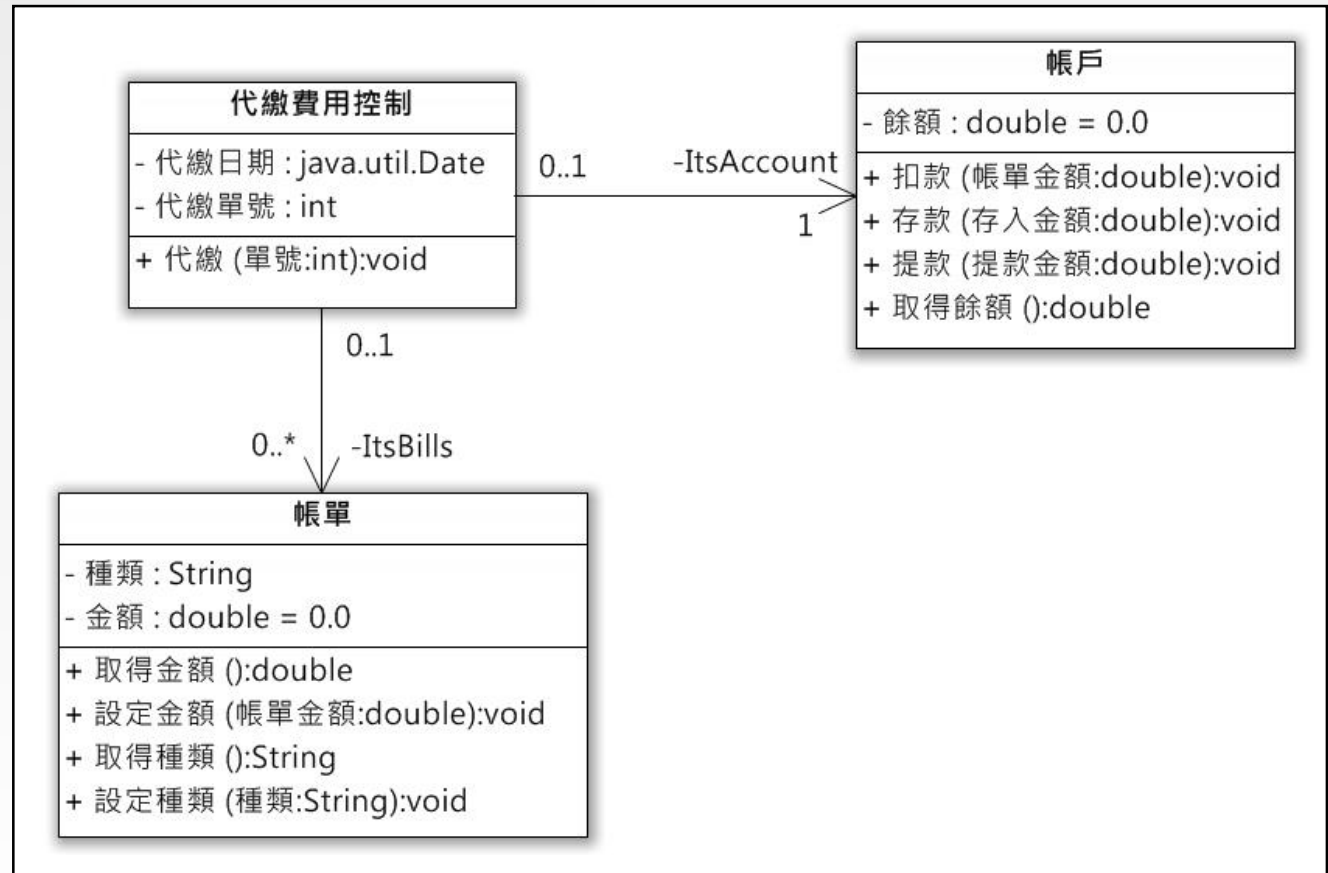 代繳費用控制
- 代繳日期 : java.util.Date
- 代繳單號 : int
+ 代繳 (單號:int):void
0..1
-ItsAccount
1
帳戶
- 餘額 : double = 0.0
+ 扣款 (帳單金額:double):void
+ 存款 (存入金額:double):void
+ 提款 (提款金額:double):void
+ 取得餘額 ():double
0..1
0..*
-ItsBills
帳單
- 種類 : String
- 金額 : double = 0.0
+ 取得金額 ():double
+ 設定金額 (帳單金額:double):void
+ 取得種類 ():String
+ 設定種類 (種類:String):void